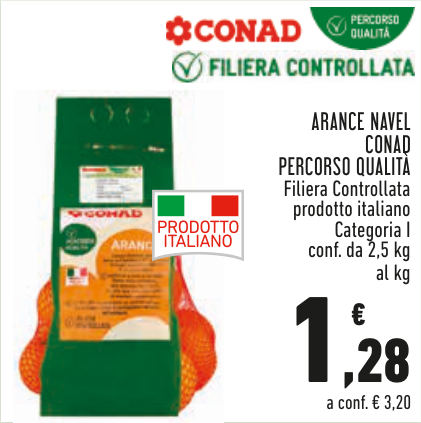 CONAD
PERCORSO
QUALITÀ
FILIERA CONTROLLATA
ARANCE NAVEL
CONAD
PERCORSO QUALITÀ
Filiera Controllata
prodotto italiano
Categoria I
conf. da 2,5 kg
al kg
1,28 €
a conf. € 3,20
PRODOTTO
ITALIANO
CONAD
ARANC